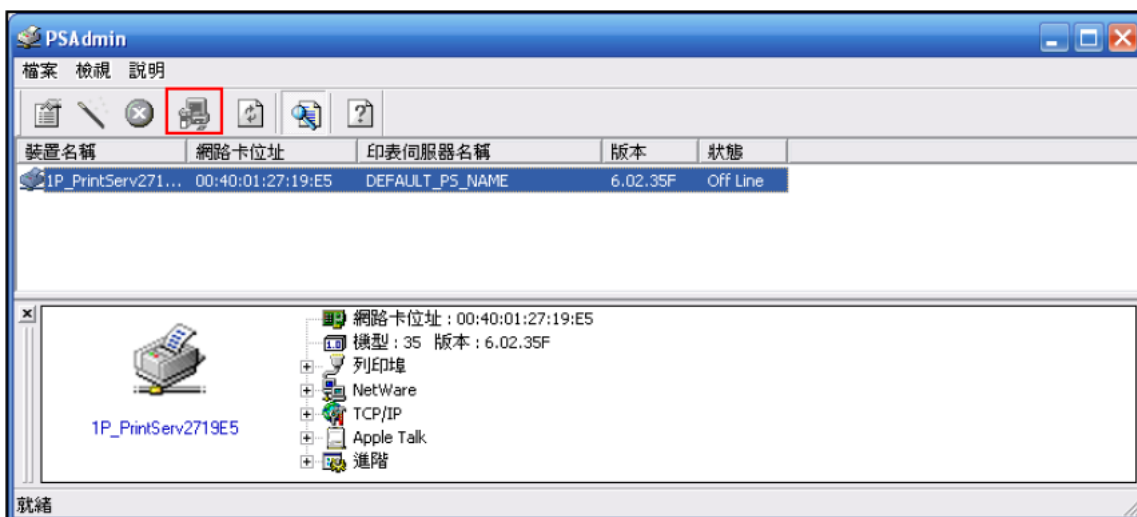 PSAdmin
檔案 檢視 說明
裝置名稱 網路卡位址 印表伺服器名稱 版本 狀態
1P_PrintServ271... 00:40:01:27:19:E5 DEFAULT_PS_NAME 6.02.35F Off Line
網路卡位址 : 00:40:01:27:19:E5
機型 : 35 版本 : 6.02.35F
列印埠
NetWare
TCP/IP
Apple Talk
進階
1P_PrintServ2719E5
就緒